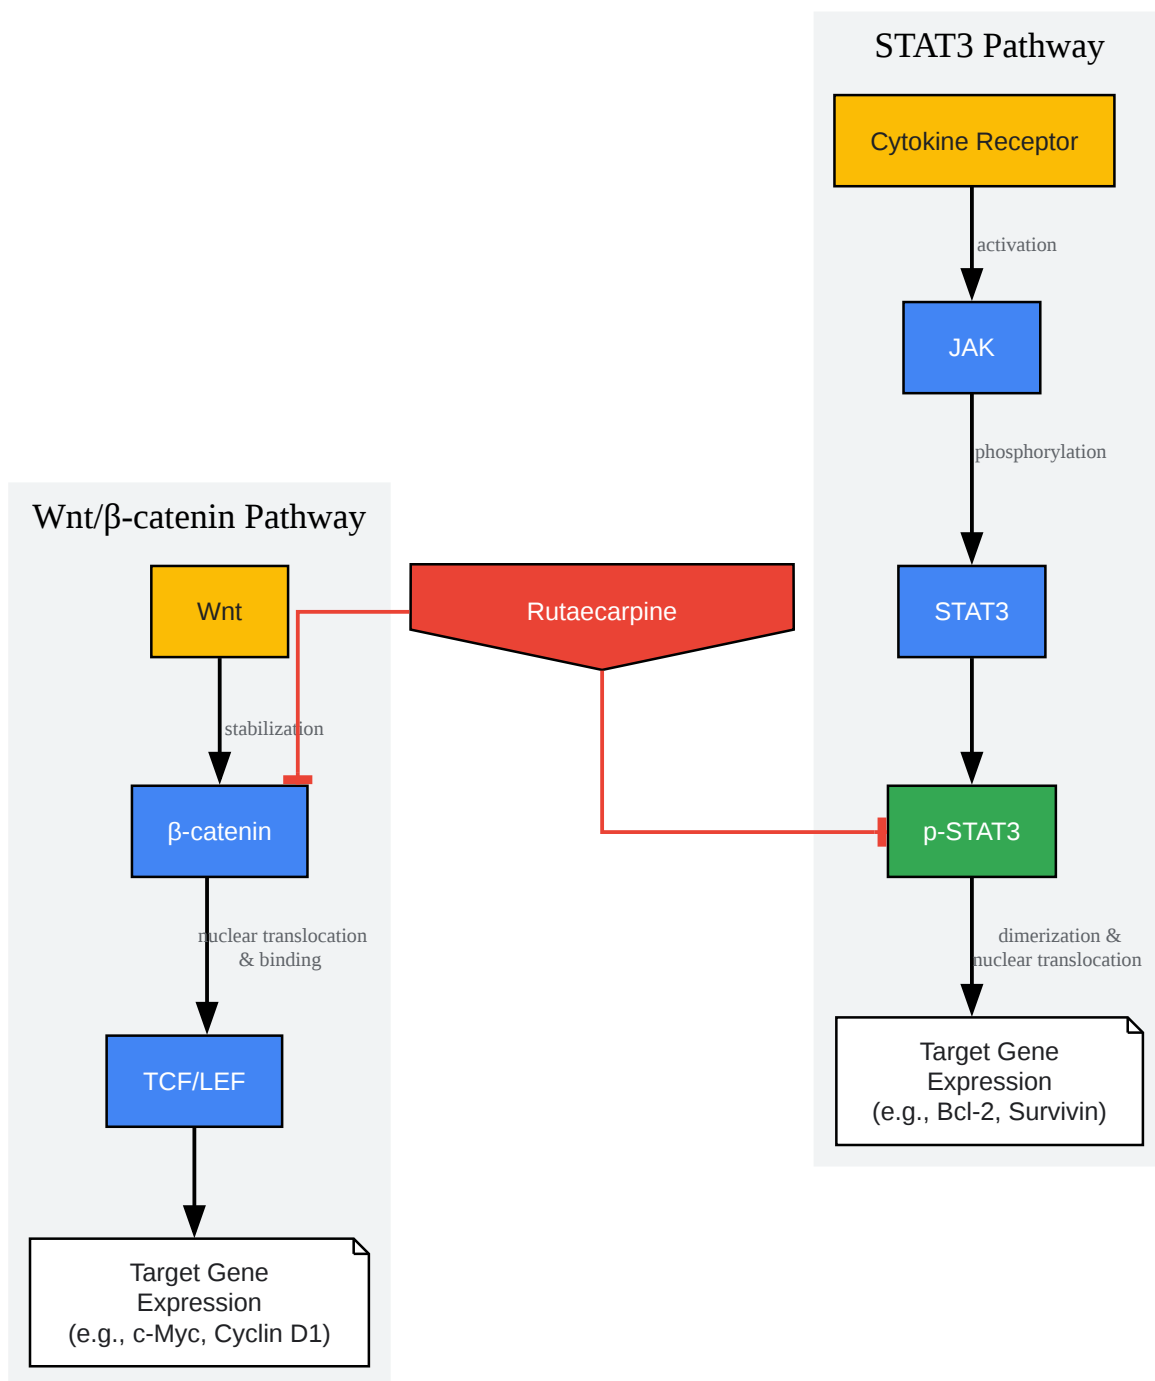 STAT3 Pathway
Cytokine Receptor
activation
JAK
phosphorylation
Wnt/β-catenin Pathway
Wnt
Rutaecarpine
STAT3
stabilization
β-catenin
p-STAT3
nuclear translocation
& binding
dimerization &
nuclear translocation
TCF/LEF
Target Gene
Expression
(e.g., Bcl-2, Survivin)
Target Gene
Expression
(e.g., c-Myc, Cyclin D1)